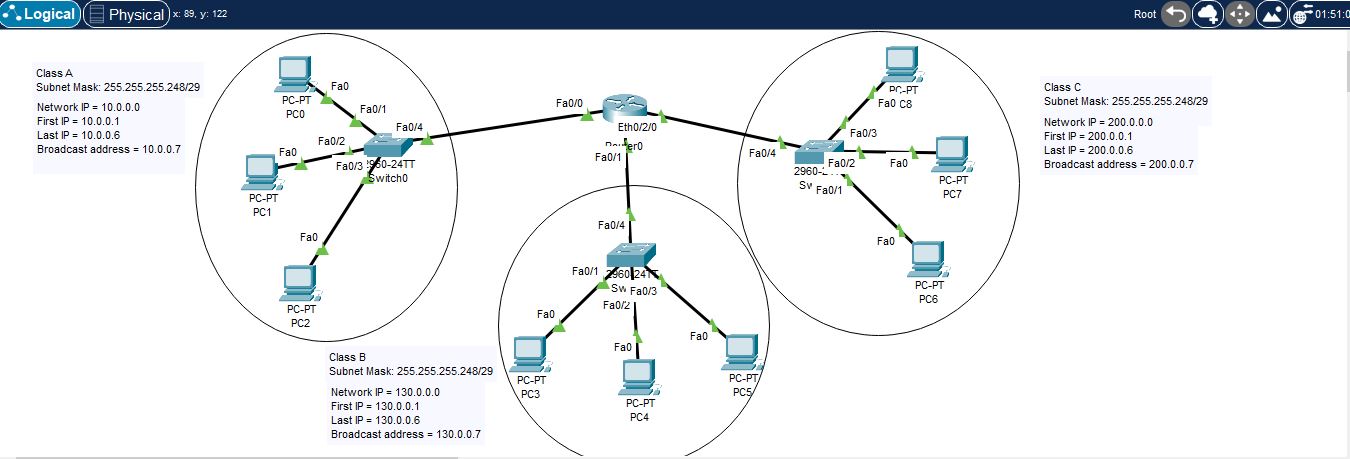 Logical
Physical
x: 89, y: 122
Root
01:51:0
Class A
Subnet Mask: 255.255.255.248/29
Network IP = 10.0.0.0
First IP = 10.0.0.1
Last IP = 10.0.0.6
Broadcast address = 10.0.0.7
PC-PT
PC0
Fa0
Fa0/1
Fa0/2
Fa0/4
Fa0
Fa0/3
2960-24TT
Switch0
PC-PT
PC1
Fa0
PC-PT
PC2
Fa0/0
Eth0/2/0
Router0
Fa0/1
Fa0/4
Fa0/1
2960-24TT
Sw
Fa0/3
Fa0/2
Fa0
Fa0
Fa0
PC-PT
PC3
PC-PT
PC4
PC-PT
PC5
Class B
Subnet Mask: 255.255.255.248/29
Network IP = 130.0.0.0
First IP = 130.0.0.1
Last IP = 130.0.0.6
Broadcast address = 130.0.0.7
PC-PT
Fa0 C8
Fa0/3
Fa0/4
2960-2
Fa0/2
Fa0
Sw
Fa0/1
PC-PT
PC7
Fa0
PC-PT
PC6
Class C
Subnet Mask: 255.255.255.248/29
Network IP = 200.0.0.0
First IP = 200.0.0.1
Last IP = 200.0.0.6
Broadcast address = 200.0.0.7